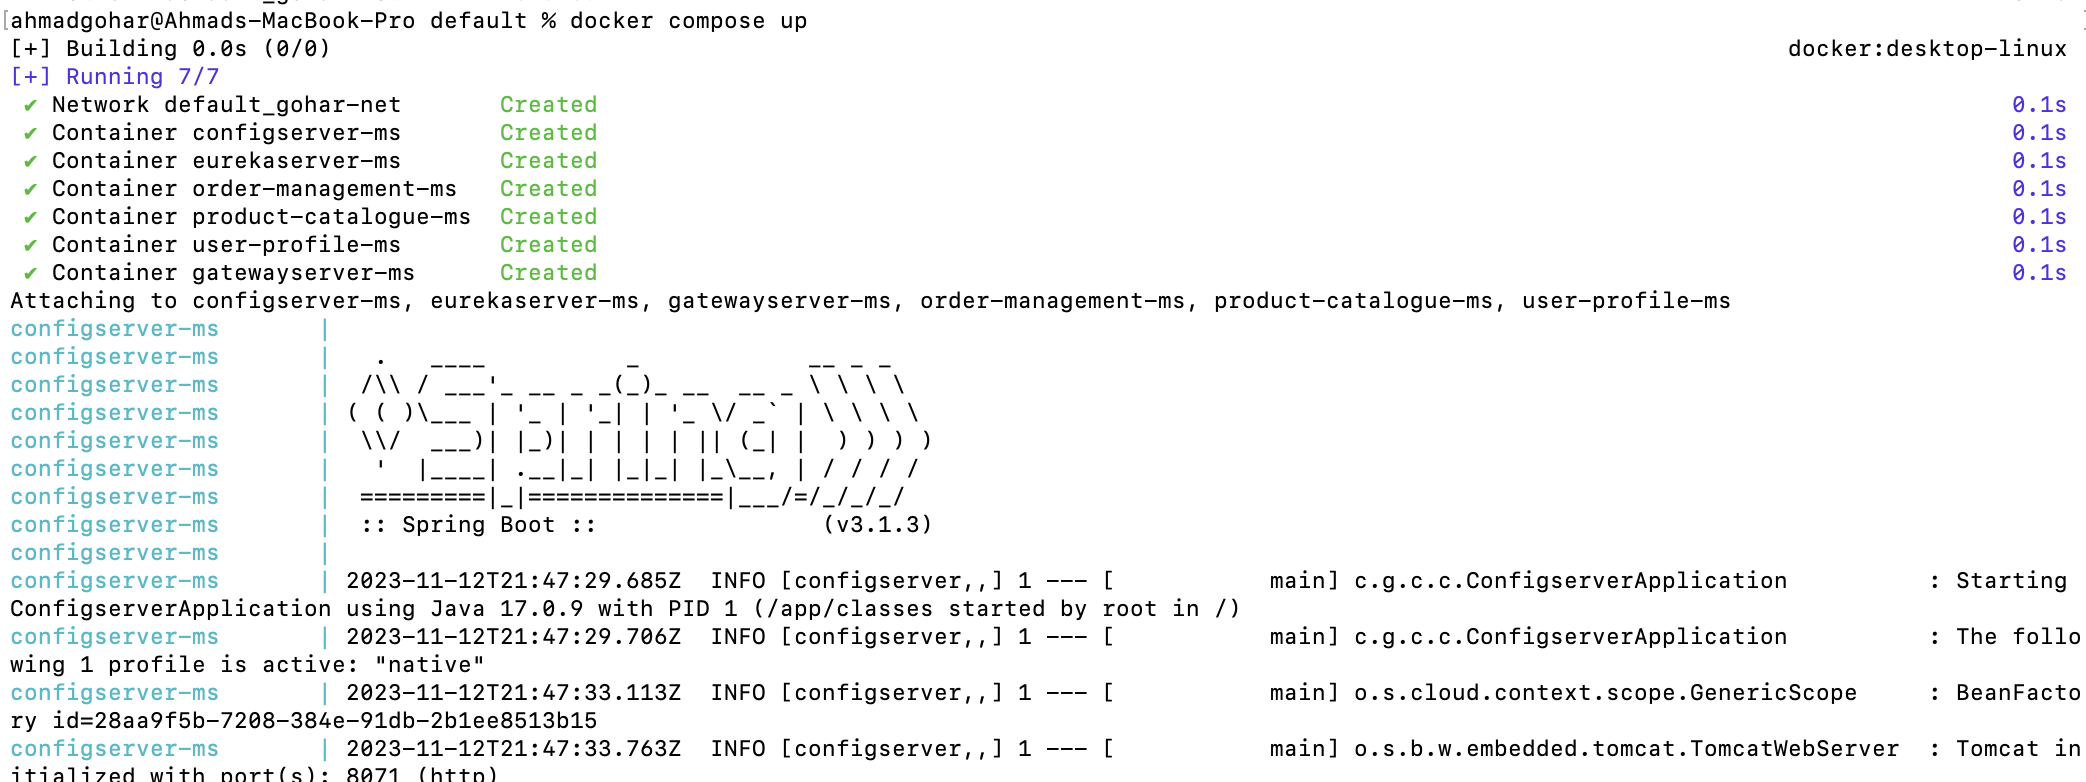 [ahmadgohar@Ahmads-MacBook-Pro default % docker compose up
[+] Building 0.0s (0/0)                                                                                                        docker:desktop-linux
[+] Running 7/7
 ✔ Network default_gohar-net       Created                                                                                                     0.1s
 ✔ Container configserver-ms       Created                                                                                                     0.1s
 ✔ Container eurekaserver-ms       Created                                                                                                     0.1s
 ✔ Container order-management-ms   Created                                                                                                     0.1s
 ✔ Container product-catalogue-ms  Created                                                                                                     0.1s
 ✔ Container user-profile-ms       Created                                                                                                     0.1s
 ✔ Container gatewayserver-ms      Created                                                                                                     0.1s
Attaching to configserver-ms, eurekaserver-ms, gatewayserver-ms, order-management-ms, product-catalogue-ms, user-profile-ms
configserver-ms       |
configserver-ms       |   .   ____          _            __ _ _
configserver-ms       |  /\\ / ___'_ __ _ _(_)_ __  __ _ \ \ \ \
configserver-ms       | ( ( )\___ | '_ | '_| | '_ \/ _` | \ \ \ \
configserver-ms       |  \\/  ___)| |_)| | | | | || (_| |  ) ) ) )
configserver-ms       |   '  |____| .__|_| |_|_| |_\__, | / / / /
configserver-ms       |  =========|_|==============|___/=/_/_/_/
configserver-ms       |  :: Spring Boot ::                (v3.1.3)
configserver-ms       |
configserver-ms       | 2023-11-12T21:47:29.685Z  INFO [configserver,,] 1 --- [           main] c.g.c.c.ConfigserverApplication          : Starting
ConfigserverApplication using Java 17.0.9 with PID 1 (/app/classes started by root in /)
configserver-ms       | 2023-11-12T21:47:29.706Z  INFO [configserver,,] 1 --- [           main] c.g.c.c.ConfigserverApplication          : The follo
wing 1 profile is active: "native"
configserver-ms       | 2023-11-12T21:47:33.113Z  INFO [configserver,,] 1 --- [           main] o.s.cloud.context.scope.GenericScope     : BeanFacto
ry id=28aa9f5b-7208-384e-91db-2b1ee8513b15
configserver-ms       | 2023-11-12T21:47:33.763Z  INFO [configserver,,] 1 --- [           main] o.s.b.w.embedded.tomcat.TomcatWebServer  : Tomcat in
itialized with port(s): 8071 (http)